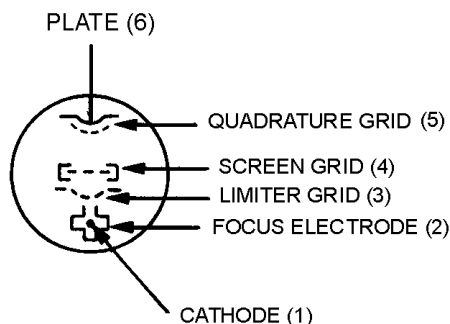 PLATE (6)
QUADRATURE GRID (5)
SCREEN GRID (4)
LIMITER GRID (3)
FOCUS ELECTRODE (2)
CATHODE (1)